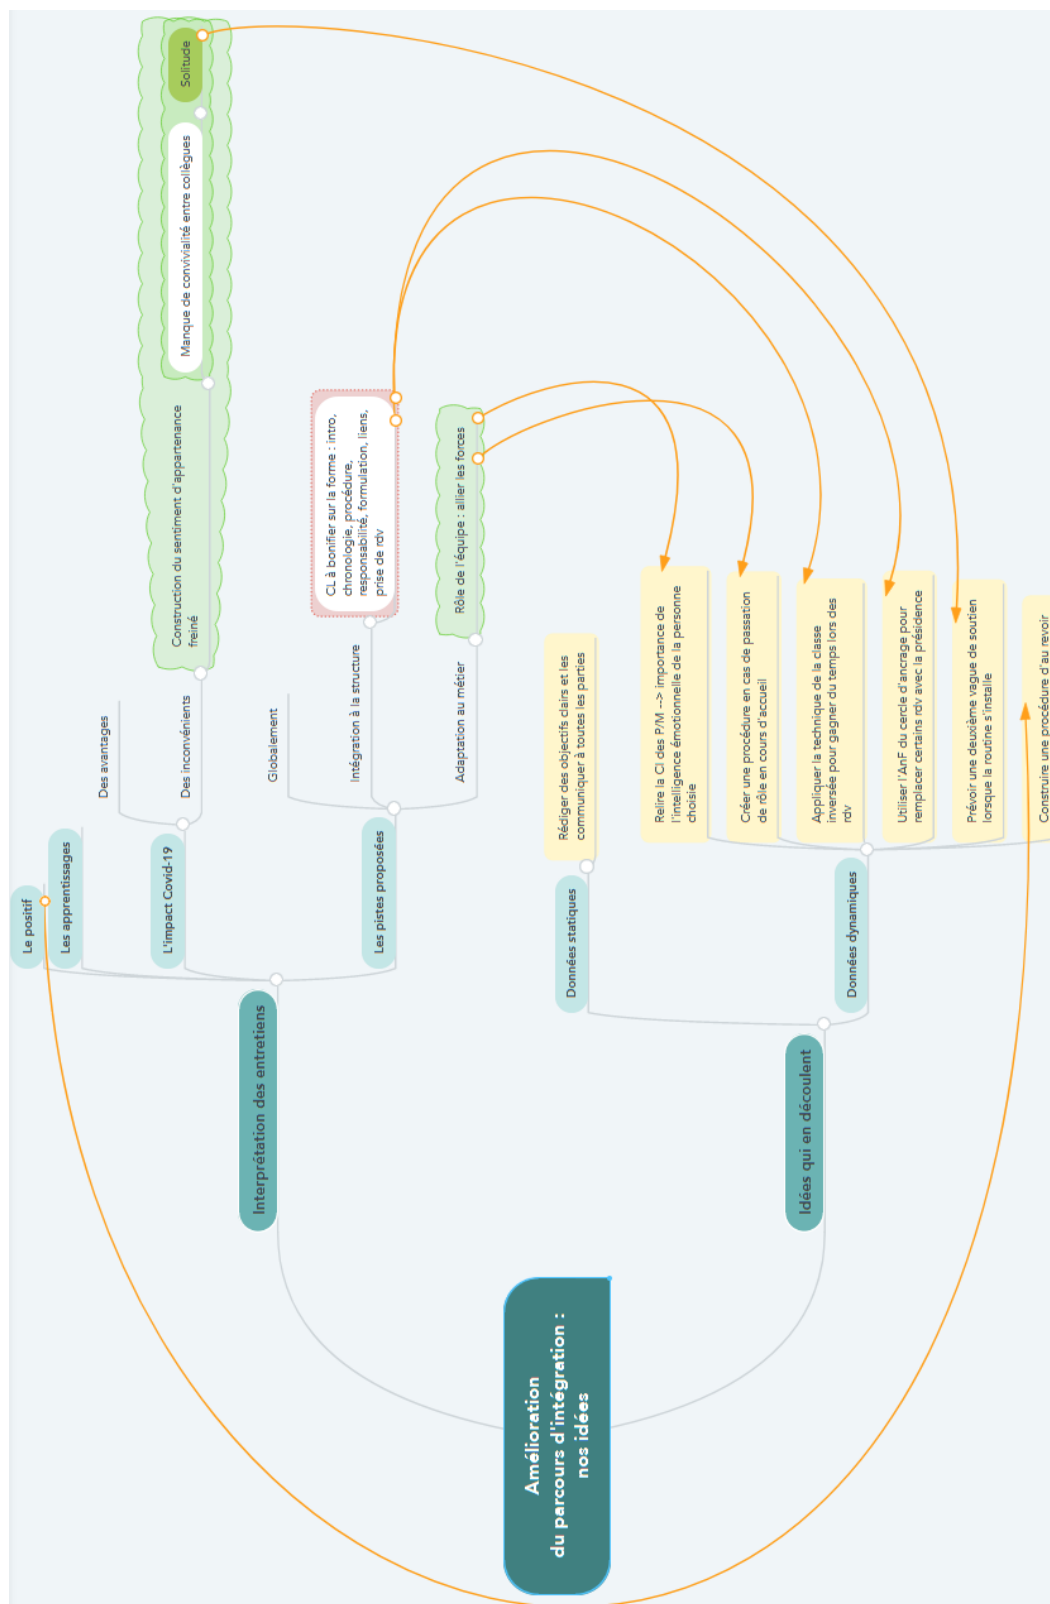 Amélioration
du parcours d'intégration :
nos idées
Interprétation des entretiens
Le positif
Les apprentissages
L'impact Covid-19
Des avantages
Des inconvénients
Construction du sentiment d'appartenance
freiné
Manque de convivialité entre collègues
Solitude
Les pistes proposées
Globalement
Intégration à la structure
CL à bonifier sur la forme : intro,
chronologie, procédure,
responsabilité, formulation, liens,
prise de rdv
Adaptation au métier
Rôle de l'équipe : allier les forces
Idées qui en découlent
Données statiques
Rédiger des objectifs clairs et les
communiquer à toutes les parties
Données dynamiques
Relire la CI des P/M --> importance de
l'intelligence émotionnelle de la personne
choisie
Créer une procédure en cas de passation
de rôle en cours d'accueil
Appliquer la technique de la classe
inversée pour gagner du temps lors des
rdv
Utiliser l'AnF du cercle d'ancrage pour
remplacer certains rdv avec la présidence
Prévoir une deuxième vague de soutien
lorsque la routine s'installe
Construire une procédure d'au revoir